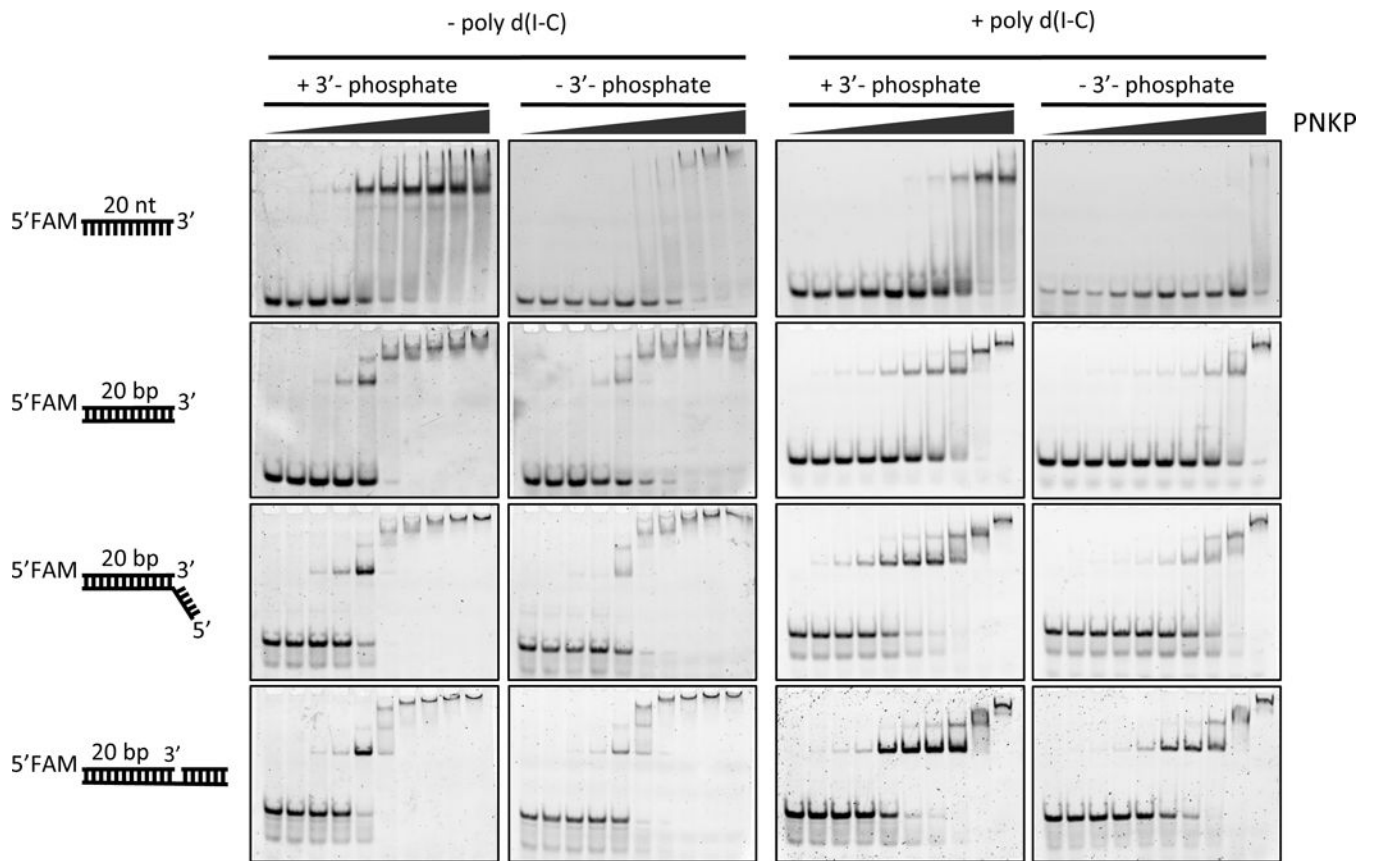 - poly d(I-C)
+ poly d(I-C)
+ 3’- phosphate
- 3’- phosphate
+ 3’- phosphate
- 3’- phosphate
PNKP
20 nt
5’FAM 3’
20 bp
5’FAM 3’
20 bp
5’FAM 3’
5’
20 bp 3’
5’FAM